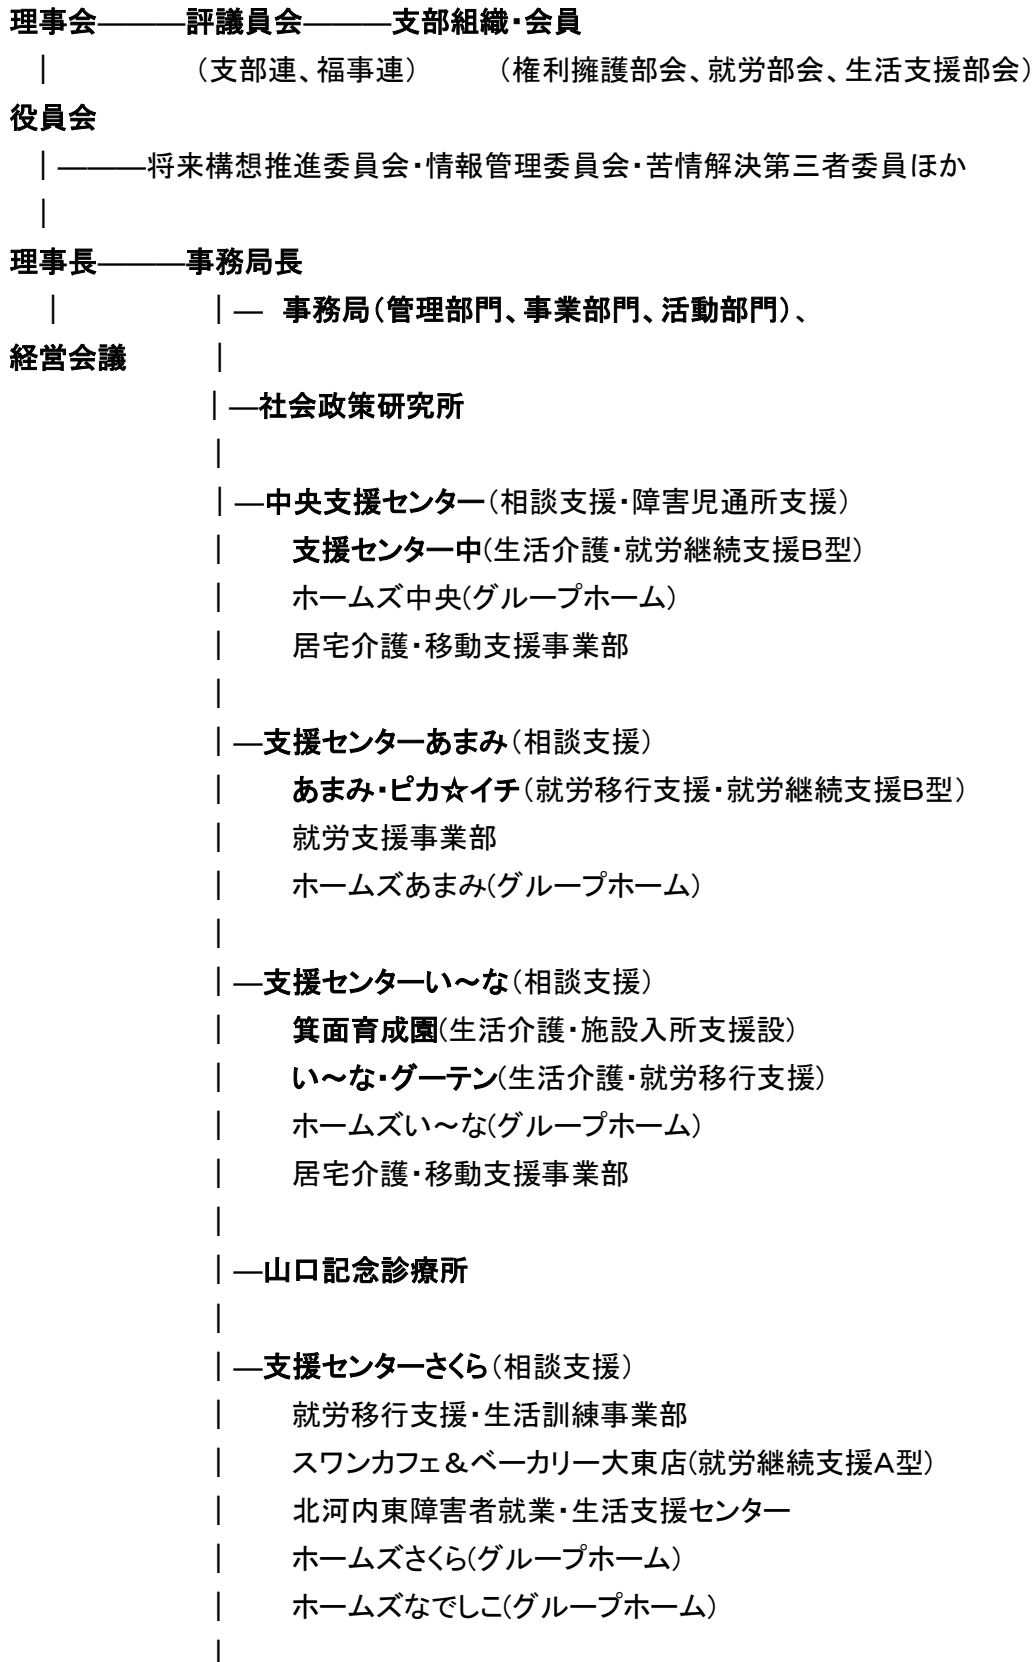 理事会―――評議員会―――支部組織・会員
｜ （支部連、福事連） （権利擁護部会、就労部会、生活支援部会）
役員会
｜―――将来構想推進委員会・情報管理委員会・苦情解決第三者委員ほか
｜
理事長―――事務局長
｜ ｜― 事務局（管理部門、事業部門、活動部門）、
経営会議 ｜
｜―社会政策研究所
｜
｜―中央支援センター（相談支援・障害児通所支援）
｜ 支援センター中(生活介護・就労継続支援Ｂ型)
｜ ホームズ中央(グループホーム)
｜ 居宅介護・移動支援事業部
｜
｜―支援センターあまみ（相談支援）
｜ あまみ・ピカ☆イチ（就労移行支援・就労継続支援Ｂ型）
｜ 就労支援事業部
｜ ホームズあまみ(グループホーム)
｜
｜―支援センターい～な（相談支援）
｜ 箕面育成園(生活介護・施設入所支援設)
｜ い～な・グーテン(生活介護・就労移行支援)
｜ ホームズい～な(グループホーム)
｜ 居宅介護・移動支援事業部
｜
｜―山口記念診療所
｜
｜―支援センターさくら（相談支援）
｜ 就労移行支援・生活訓練事業部
｜ スワンカフェ＆ベーカリー大東店(就労継続支援Ａ型)
｜ 北河内東障害者就業・生活支援センター
｜ ホームズさくら(グループホーム)
｜ ホームズなでしこ(グループホーム)
｜